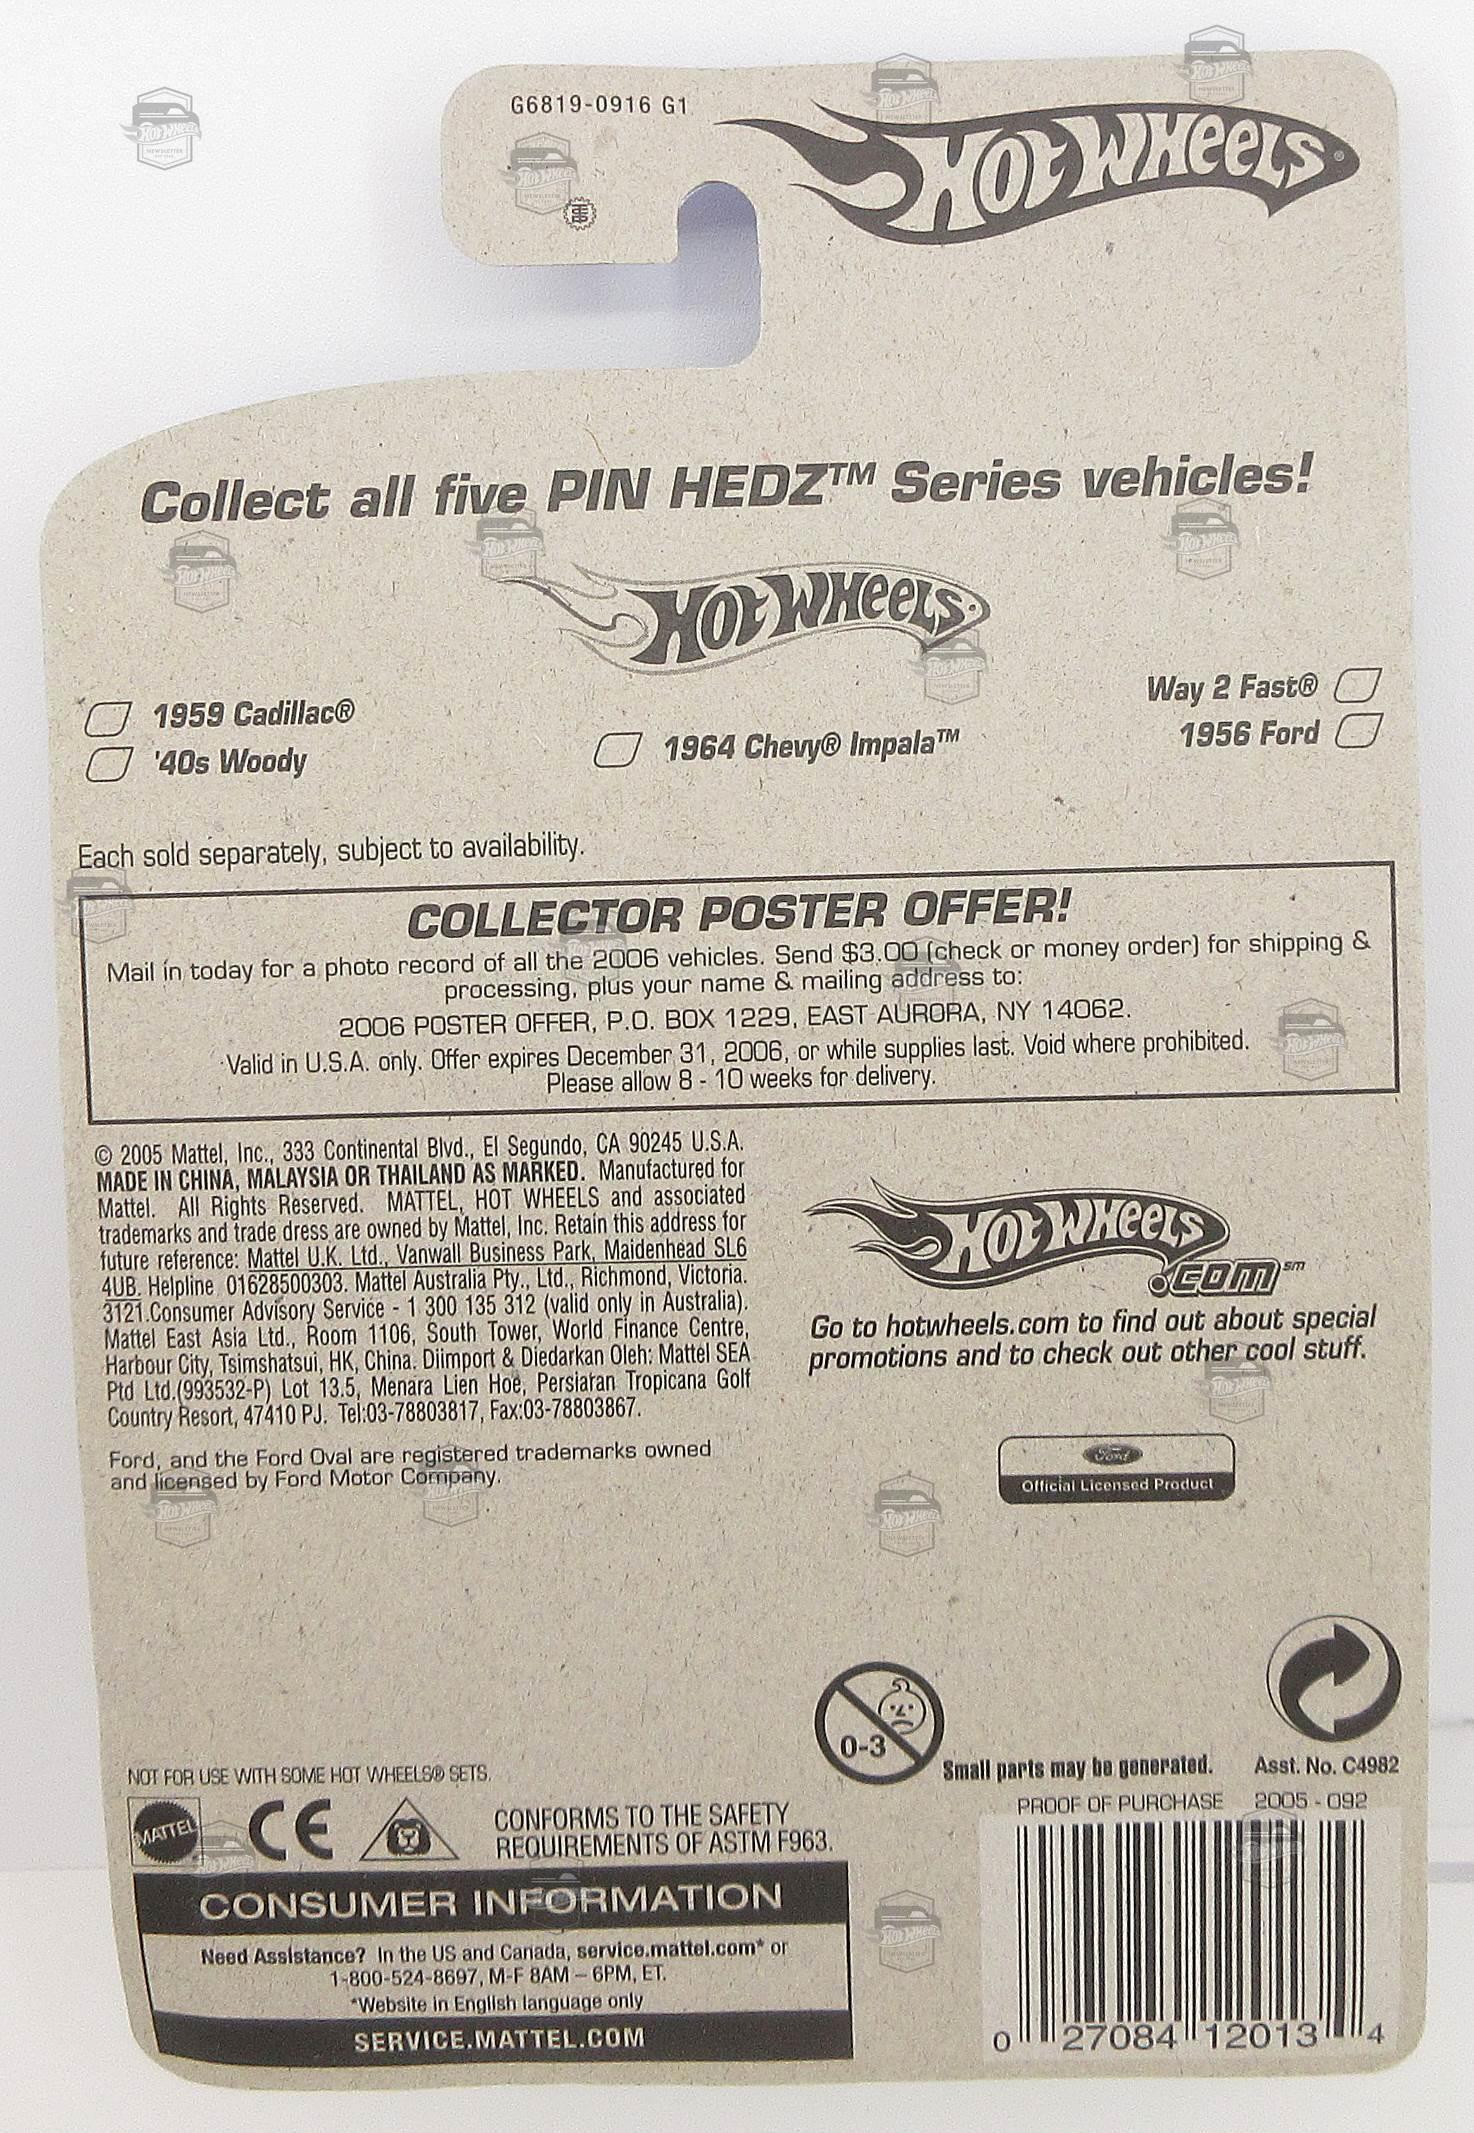 G6819-0916 G1
HOT WHEELS®
Collect all five PIN HEDZ™ Series vehicles!
HOT WHEELS®
1959 Cadillac®
'40s Woody
1964 Chevy® Impala™
Way 2 Fast®
1956 Ford
Each sold separately, subject to availability.
COLLECTOR POSTER OFFER!
Mail in today for a photo record of all the 2006 vehicles. Send $3.00 (check or money order) for shipping &
processing, plus your name & mailing address to:
2006 POSTER OFFER, P.O. BOX 1229, EAST AURORA, NY 14062.
Valid in U.S.A. only. Offer expires December 31, 2006, or while supplies last. Void where prohibited.
Please allow 8 - 10 weeks for delivery.
© 2005 Mattel, Inc., 333 Continental Blvd., El Segundo, CA 90245 U.S.A.
MADE IN CHINA, MALAYSIA OR THAILAND AS MARKED. Manufactured for
Mattel. All Rights Reserved. MATTEL, HOT WHEELS and associated
trademarks and trade dress are owned by Mattel, Inc. Retain this address for
future reference: Mattel U.K. Ltd., Vanwall Business Park, Maidenhead SL6
4UB. Helpline 01628500303. Mattel Australia Pty., Ltd., Richmond, Victoria.
3121.Consumer Advisory Service - 1 300 135 312 (valid only in Australia).
Mattel East Asia Ltd., Room 1106, South Tower, World Finance Centre,
Harbour City, Tsimshatsui, HK, China. Diimport & Diedarkan Oleh: Mattel SEA
Ptd Ltd.(993532-P) Lot 13.5, Menara Lien Hoe, Persiaran Tropicana Golf
Country Resort, 47410 PJ. Tel:03-78803817, Fax:03-78803867.
Ford, and the Ford Oval are registered trademarks owned
and licensed by Ford Motor Company.
HOT WHEELS
.COM℠
Go to hotwheels.com to find out about special
promotions and to check out other cool stuff.
Ford
Official Licensed Product
0-3
Small parts may be generated.
Asst. No. C4982
NOT FOR USE WITH SOME HOT WHEELS® SETS.
PROOF OF PURCHASE
2005 - 092
MATTEL
CE
CONFORMS TO THE SAFETY
REQUIREMENTS OF ASTM F963.
CONSUMER INFORMATION
Need Assistance? In the US and Canada, service.mattel.com* or
1-800-524-8697, M-F 8AM – 6PM, ET.
*Website in English language only
SERVICE.MATTEL.COM
0 27084 12013 4